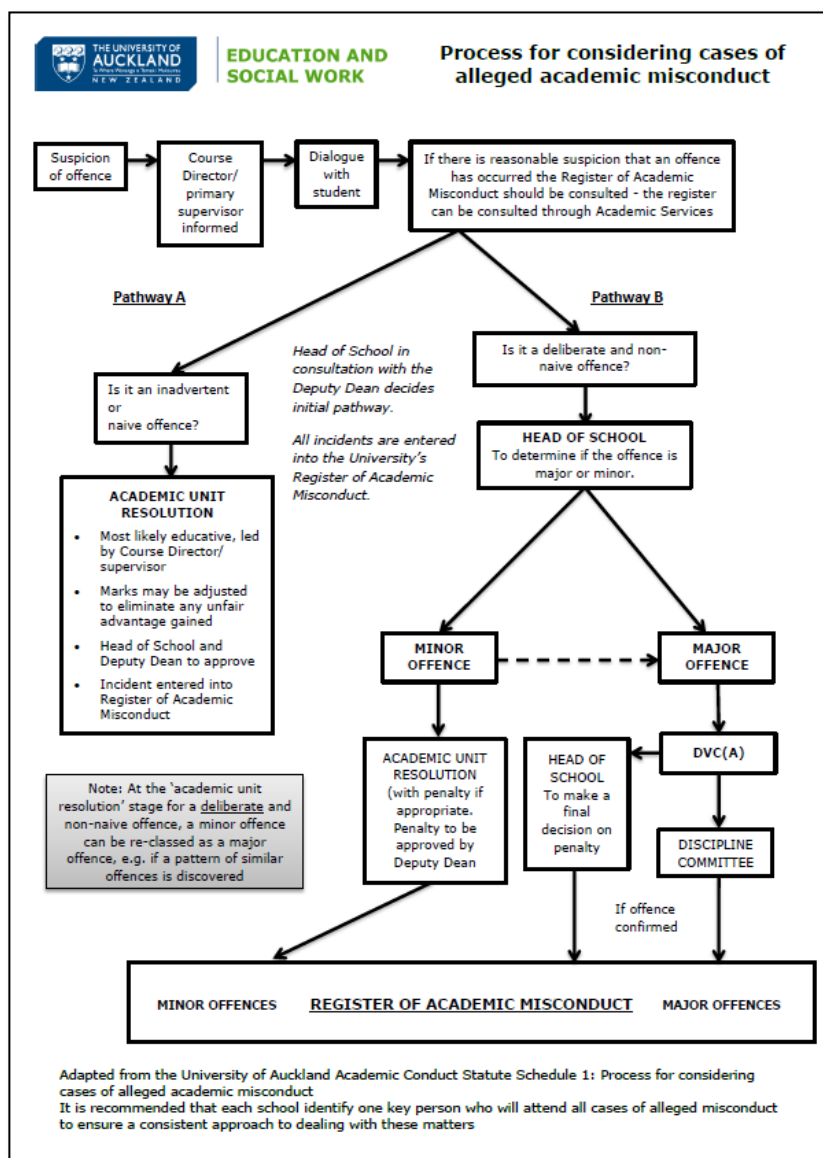 THE UNIVERSITY OF
AUCKLAND
Te Whare Wānanga o Tāmaki Makaurau
NEW ZEALAND
EDUCATION AND
SOCIAL WORK
Process for considering cases of
alleged academic misconduct
Suspicion
of offence
Course
Director/
primary
supervisor
informed
Dialogue
with
student
If there is reasonable suspicion that an offence
has occurred the Register of Academic
Misconduct should be consulted - the register
can be consulted through Academic Services
Pathway A
Pathway B
Is it an inadvertent
or
naive offence?
Head of School in
consultation with the
Deputy Dean decides
initial pathway.
All incidents are entered
into the University's
Register of Academic
Misconduct.
Is it a deliberate and non-
naive offence?
HEAD OF SCHOOL
To determine if the offence is
major or minor.
ACADEMIC UNIT
RESOLUTION
• Most likely educative, led
by Course Director/
supervisor
• Marks may be adjusted
to eliminate any unfair
advantage gained
• Head of School and
Deputy Dean to approve
• Incident entered into
Register of Academic
Misconduct
MINOR
OFFENCE
MAJOR
OFFENCE
ACADEMIC UNIT
RESOLUTION
(with penalty if
appropriate.
Penalty to be
approved by
Deputy Dean
HEAD OF
SCHOOL
To make a
final
decision on
penalty
DVC(A)
DISCIPLINE
COMMITTEE
Note: At the 'academic unit
resolution' stage for a deliberate and
non-naive offence, a minor offence
can be re-classed as a major
offence, e.g. if a pattern of similar
offences is discovered
If offence
confirmed
MINOR OFFENCES REGISTER OF ACADEMIC MISCONDUCT MAJOR OFFENCES
Adapted from the University of Auckland Academic Conduct Statute Schedule 1: Process for considering
cases of alleged academic misconduct
It is recommended that each school identify one key person who will attend all cases of alleged misconduct
to ensure a consistent approach to dealing with these matters